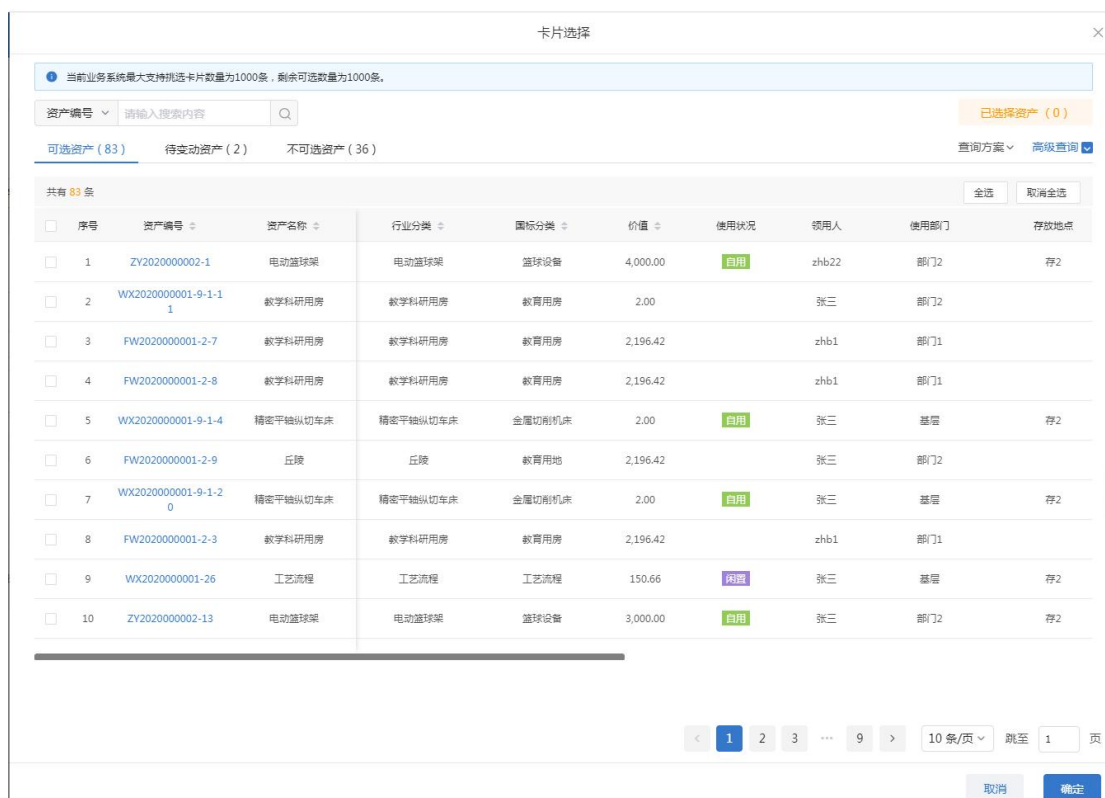 卡片选择
当前业务系统最大支持挑选卡片数量为1000条，剩余可选数量为1000条。
资产编号 请输入搜索内容 已选择资产（0）
可选资产（83） 待变动资产（2） 不可选资产（36） 查询方案 高级查询
共有 83 条 全选 取消全选
序号 资产编号 资产名称 行业分类 国标分类 价值 使用状况 领用人 使用部门 存放地点
1 ZY2020000002-1 电动篮球架 电动篮球架 篮球设备 4,000.00 自用 zhb22 部门2 存2
2 WX2020000001-9-1-1 教学科研用房 教学科研用房 教育用房 2.00 张三 部门2
1
3 FW2020000001-2-7 教学科研用房 教学科研用房 教育用房 2,196.42 zhb1 部门1
4 FW2020000001-2-8 教学科研用房 教学科研用房 教育用房 2,196.42 zhb1 部门1
5 WX2020000001-9-1-4 精密平轴纵切车床 精密平轴纵切车床 金属切削机床 2.00 自用 张三 基层 存2
6 FW2020000001-2-9 丘陵 丘陵 教育用地 2,196.42 张三 部门2
7 WX2020000001-9-1-2 精密平轴纵切车床 精密平轴纵切车床 金属切削机床 2.00 自用 张三 基层 存2
0
8 FW2020000001-2-3 教学科研用房 教学科研用房 教育用房 2,196.42 zhb1 部门1
9 WX2020000001-26 工艺流程 工艺流程 工艺流程 150.66 闲置 张三 基层 存2
10 ZY2020000002-13 电动篮球架 电动篮球架 篮球设备 3,000.00 自用 张三 部门2 存2
< 1 2 3 ··· 9 > 10 条/页 跳至 1 页
取消 确定